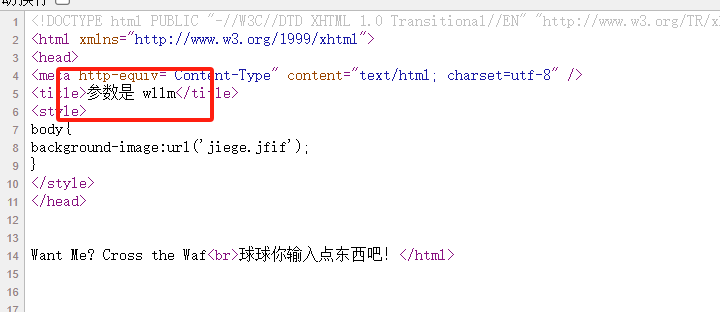 1 <!DOCTYPE html PUBLIC "-//W3C//DTD XHTML 1.0 Transitional//EN" "http://www.w3.org/TR/x
2 <html xmlns="http://www.w3.org/1999/xhtml">
3 <head>
4 <meta http-equiv="Content-Type" content="text/html; charset=utf-8" />
5 <title>参数是 wllm</title>
6 <style>
7 body{
8 background-image:url('jiege.jfif');
9 }
10 </style>
11 </head>
12
13
14 Want Me? Cross the Waf<br>球球你输入点东西吧! </html>
15
16
17